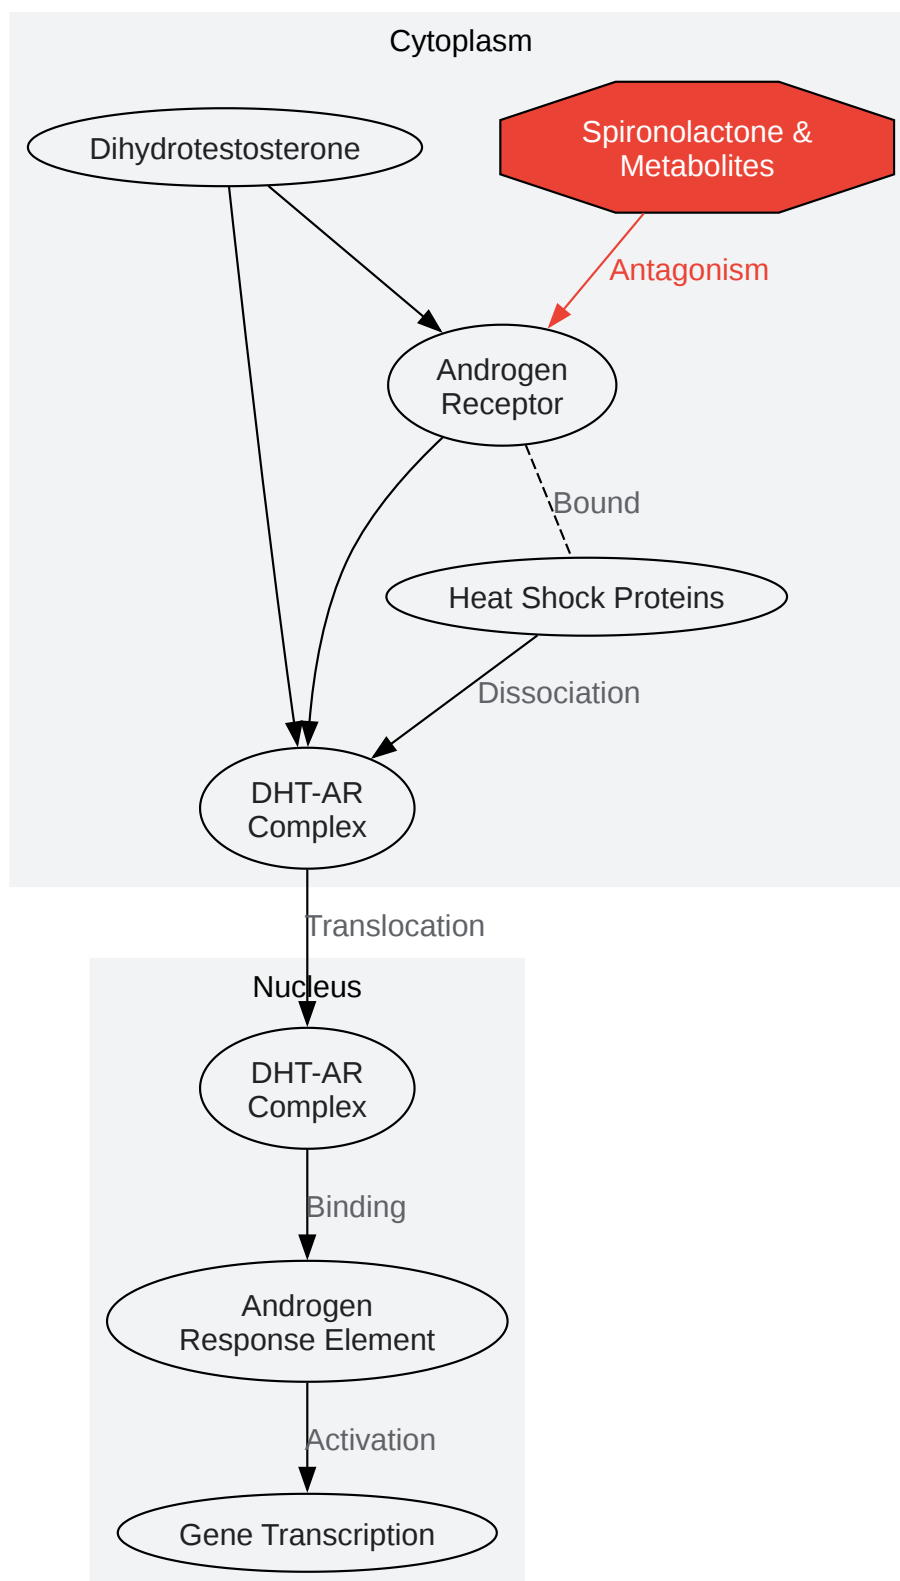 Cytoplasm
Dihydrotestosterone
Spironolactone &
Metabolites
Antagonism
Androgen
Receptor
Bound
Heat Shock Proteins
Dissociation
DHT-AR
Complex
Translocation
Nucleus
DHT-AR
Complex
Binding
Androgen
Response Element
Activation
Gene Transcription